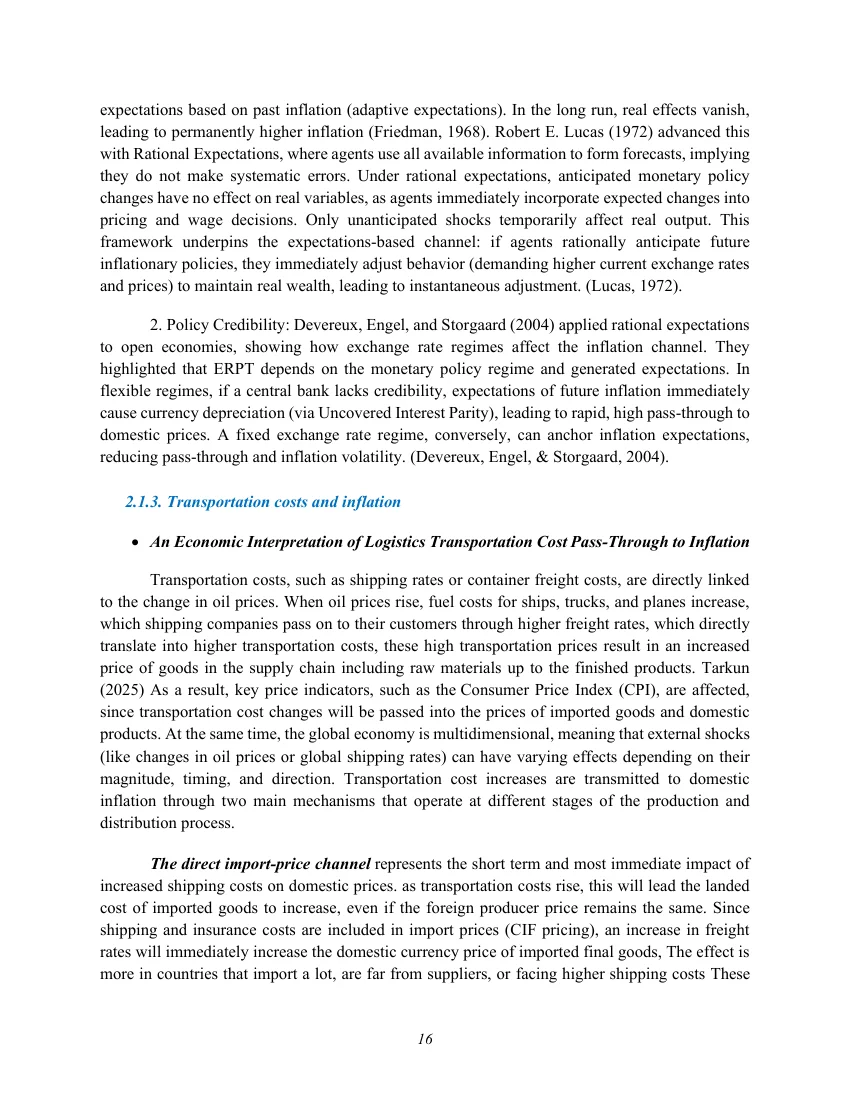 expectations based on past inflation (adaptive expectations). In the long run, real effects vanish,
leading to permanently higher inflation (Friedman, 1968). Robert E. Lucas (1972) advanced this
with Rational Expectations, where agents use all available information to form forecasts, implying
they do not make systematic errors. Under rational expectations, anticipated monetary policy
changes have no effect on real variables, as agents immediately incorporate expected changes into
pricing and wage decisions. Only unanticipated shocks temporarily affect real output. This
framework underpins the expectations-based channel: if agents rationally anticipate future
inflationary policies, they immediately adjust behavior (demanding higher current exchange rates
and prices) to maintain real wealth, leading to instantaneous adjustment. (Lucas, 1972).
2. Policy Credibility: Devereux, Engel, and Storgaard (2004) applied rational expectations
to open economies, showing how exchange rate regimes affect the inflation channel. They
highlighted that ERPT depends on the monetary policy regime and generated expectations. In
flexible regimes, if a central bank lacks credibility, expectations of future inflation immediately
cause currency depreciation (via Uncovered Interest Parity), leading to rapid, high pass-through to
domestic prices. A fixed exchange rate regime, conversely, can anchor inflation expectations,
reducing pass-through and inflation volatility. (Devereux, Engel, & Storgaard, 2004).
2.1.3. Transportation costs and inflation
• An Economic Interpretation of Logistics Transportation Cost Pass-Through to Inflation
Transportation costs, such as shipping rates or container freight costs, are directly linked
to the change in oil prices. When oil prices rise, fuel costs for ships, trucks, and planes increase,
which shipping companies pass on to their customers through higher freight rates, which directly
translate into higher transportation costs, these high transportation prices result in an increased
price of goods in the supply chain including raw materials up to the finished products. Tarkun
(2025) As a result, key price indicators, such as the Consumer Price Index (CPI), are affected,
since transportation cost changes will be passed into the prices of imported goods and domestic
products. At the same time, the global economy is multidimensional, meaning that external shocks
(like changes in oil prices or global shipping rates) can have varying effects depending on their
magnitude, timing, and direction. Transportation cost increases are transmitted to domestic
inflation through two main mechanisms that operate at different stages of the production and
distribution process.
The direct import-price channel represents the short term and most immediate impact of
increased shipping costs on domestic prices. as transportation costs rise, this will lead the landed
cost of imported goods to increase, even if the foreign producer price remains the same. Since
shipping and insurance costs are included in import prices (CIF pricing), an increase in freight
rates will immediately increase the domestic currency price of imported final goods, The effect is
more in countries that import a lot, are far from suppliers, or facing higher shipping costs These
16